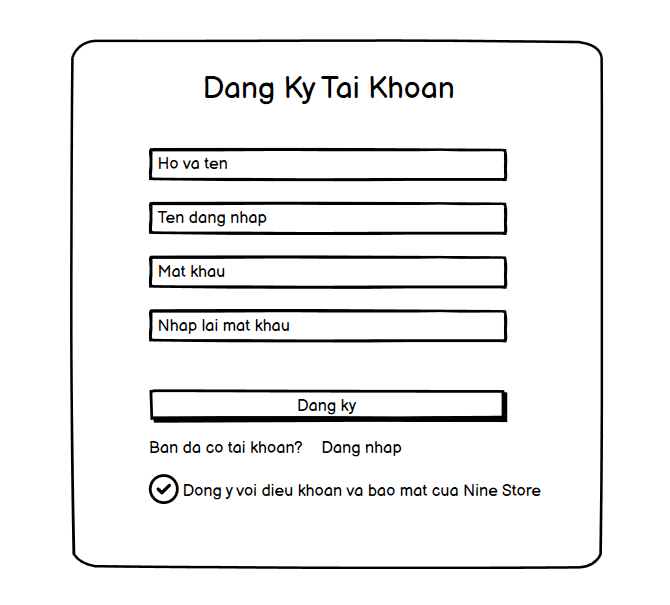 Dang Ky Tai Khoan
Ho va ten
Ten dang nhap
Mat khau
Nhap lai mat khau
Dang ky
Ban da co tai khoan? Dang nhap
Dong y voi dieu khoan va bao mat cua Nine Store